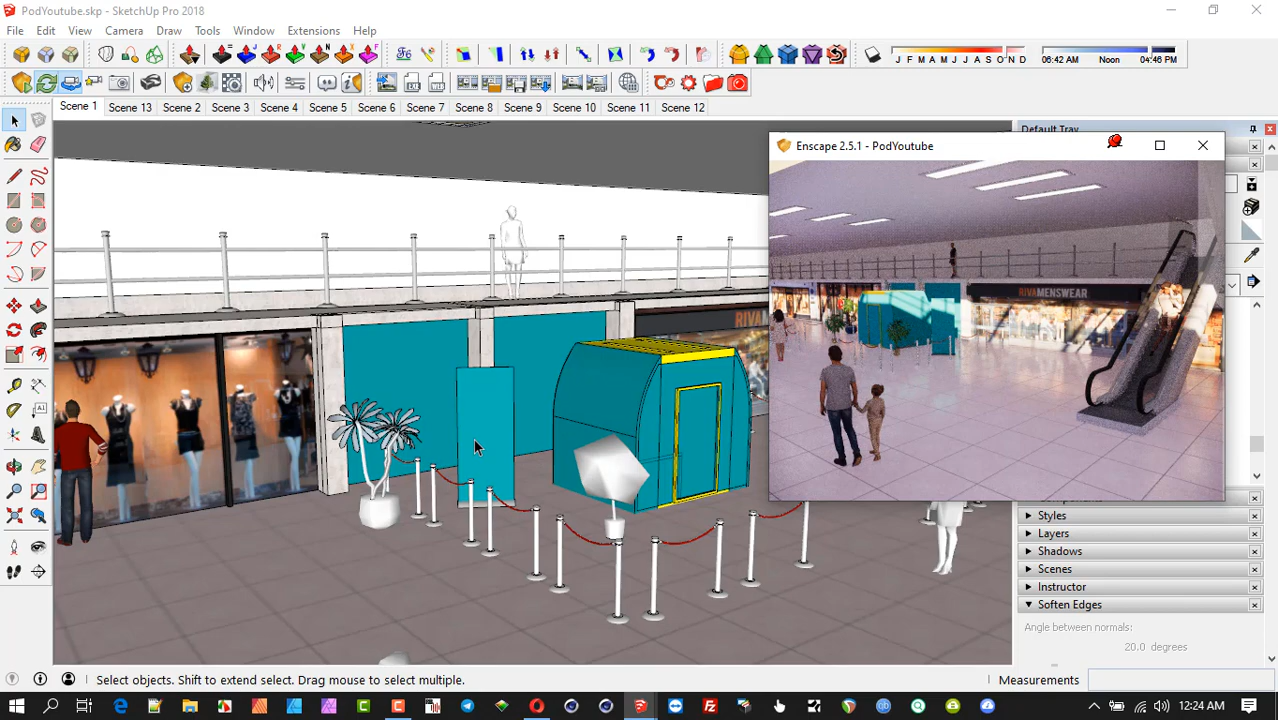 PodYoutube.skp - SketchUp Pro 2018
File Edit View Camera Draw Tools Window Extensions Help
J F M A M J J A S O N D
06:42 AM Noon 04:46 PM
Scene 1 Scene 13 Scene 2 Scene 3 Scene 4 Scene 5 Scene 6 Scene 7 Scene 8 Scene 9 Scene 10 Scene 11 Scene 12
Default Tray
Enscape 2.5.1 - PodYoutube
RIVAMENSWEAR
RIVA
Styles
Layers
Shadows
Scenes
Instructor
Soften Edges
Angle between normals:
20.0 degrees
Select objects. Shift to extend select. Drag mouse to select multiple.
Measurements
12:24 AM